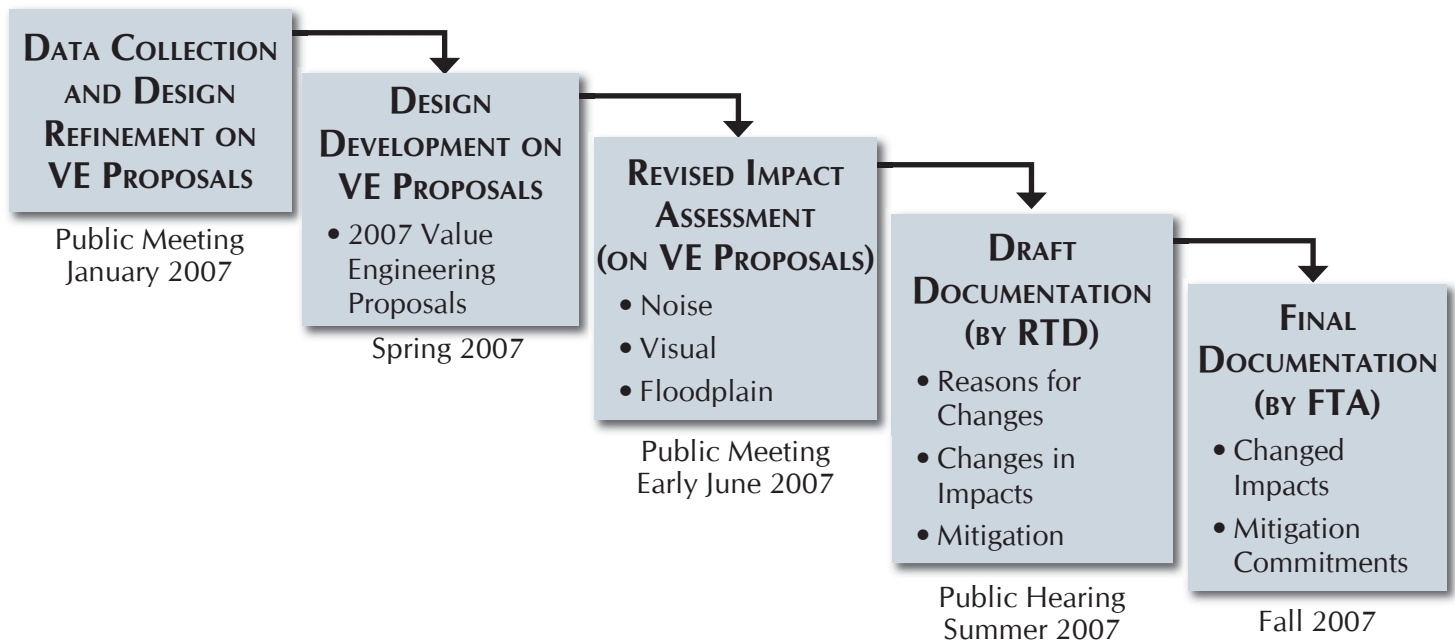 Data Collection
and Design
Refinement on
VE Proposals
Public Meeting
January 2007
Design
Development on
VE Proposals
• 2007 Value
Engineering
Proposals
Spring 2007
Revised Impact
Assessment
(on VE Proposals)
• Noise
• Visual
• Floodplain
Public Meeting
Early June 2007
Draft
Documentation
(by RTD)
• Reasons for
Changes
• Changes in
Impacts
• Mitigation
Public Hearing
Summer 2007
Final
Documentation
(by FTA)
• Changed
Impacts
• Mitigation
Commitments
Fall 2007